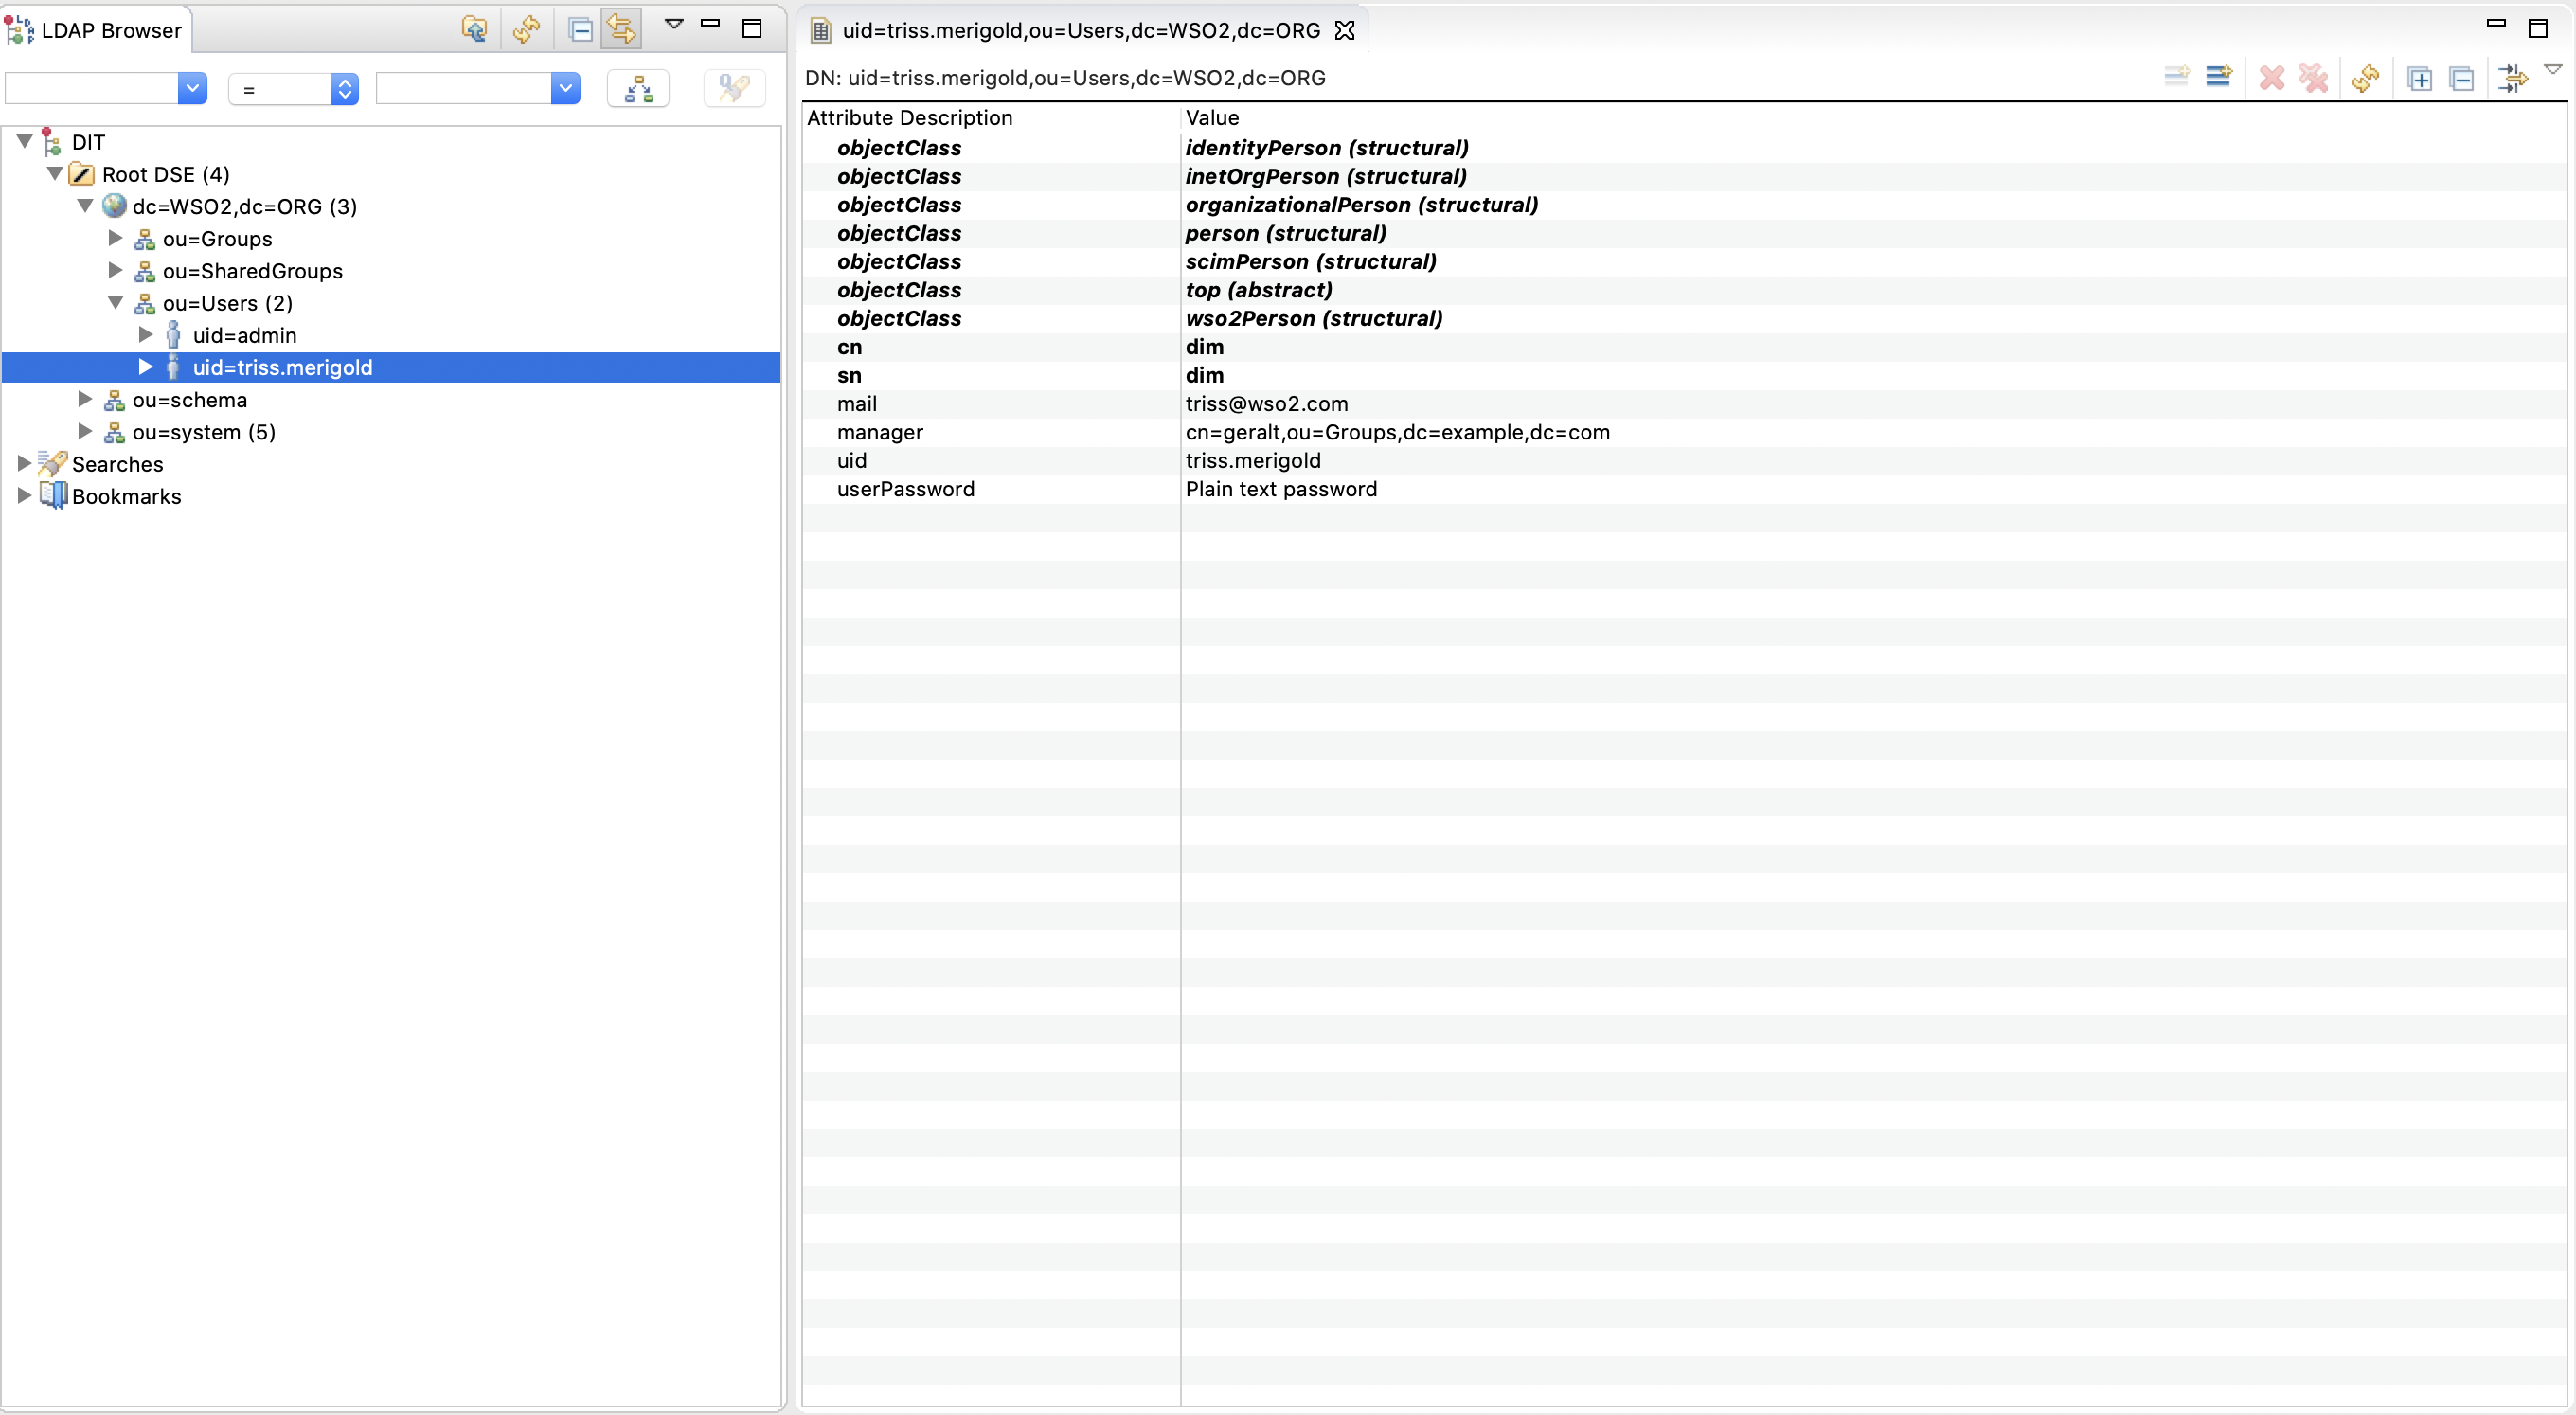 LDAP Browser
=
DIT
Root DSE (4)
dc=WSO2,dc=ORG (3)
ou=Groups
ou=SharedGroups
ou=Users (2)
uid=admin
uid=triss.merigold
ou=schema
ou=system (5)
Searches
Bookmarks
uid=triss.merigold,ou=Users,dc=WSO2,dc=ORG
DN: uid=triss.merigold,ou=Users,dc=WSO2,dc=ORG
Attribute Description Value
objectClass identityPerson (structural)
objectClass inetOrgPerson (structural)
objectClass organizationalPerson (structural)
objectClass person (structural)
objectClass scimPerson (structural)
objectClass top (abstract)
objectClass wso2Person (structural)
cn dim
sn dim
mail triss@wso2.com
manager cn=geralt,ou=Groups,dc=example,dc=com
uid triss.merigold
userPassword Plain text password